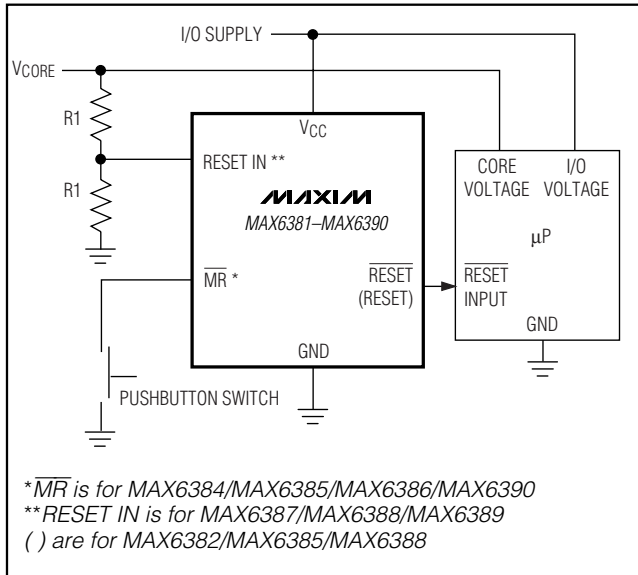 I/O SUPPLY
VCORE
R1
R1
VCC
RESET IN **
MAXIM
MAX6381–MAX6390
MR *
RESET
(RESET)
GND
CORE VOLTAGE
I/O VOLTAGE
µP
RESET INPUT
GND
PUSHBUTTON SWITCH
*MR is for MAX6384/MAX6385/MAX6386/MAX6390
**RESET IN is for MAX6387/MAX6388/MAX6389
( ) are for MAX6382/MAX6385/MAX6388